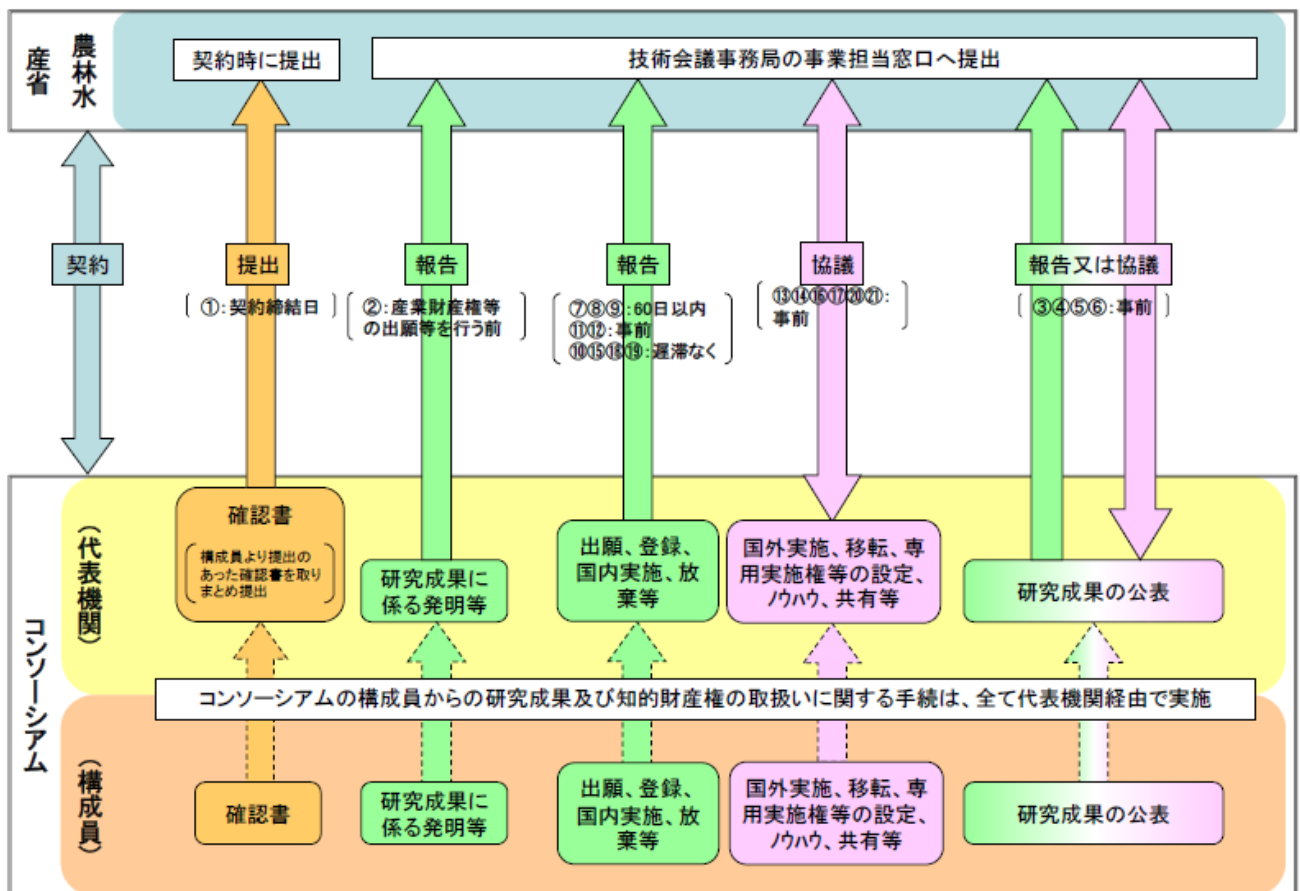 農林水
産省
契約時に提出
技術会議事務局の事業担当窓口へ提出
契約
提出
①:契約締結日
報告
②:産業財産権等
の出願等を行う前
報告
⑦⑧⑨:60日以内
⑪⑫:事前
⑩⑮⑱⑲:遅滞なく
協議
⑬⑭⑯⑰⑳㉑:
事前
報告又は協議
③④⑤⑥:事前
コンソーシアム
(代表機関)
確認書
構成員より提出の
あった確認書を取り
まとめ提出
研究成果に
係る発明等
出願、登録、
国内実施、放
棄等
国外実施、移転、専
用実施権等の設定、
ノウハウ、共有等
研究成果の公表
コンソーシアムの構成員からの研究成果及び知的財産権の取扱いに関する手続は、全て代表機関経由で実施
(構成員)
確認書
研究成果に
係る発明等
出願、登録、
国内実施、放
棄等
国外実施、移転、専
用実施権等の設定、
ノウハウ、共有等
研究成果の公表